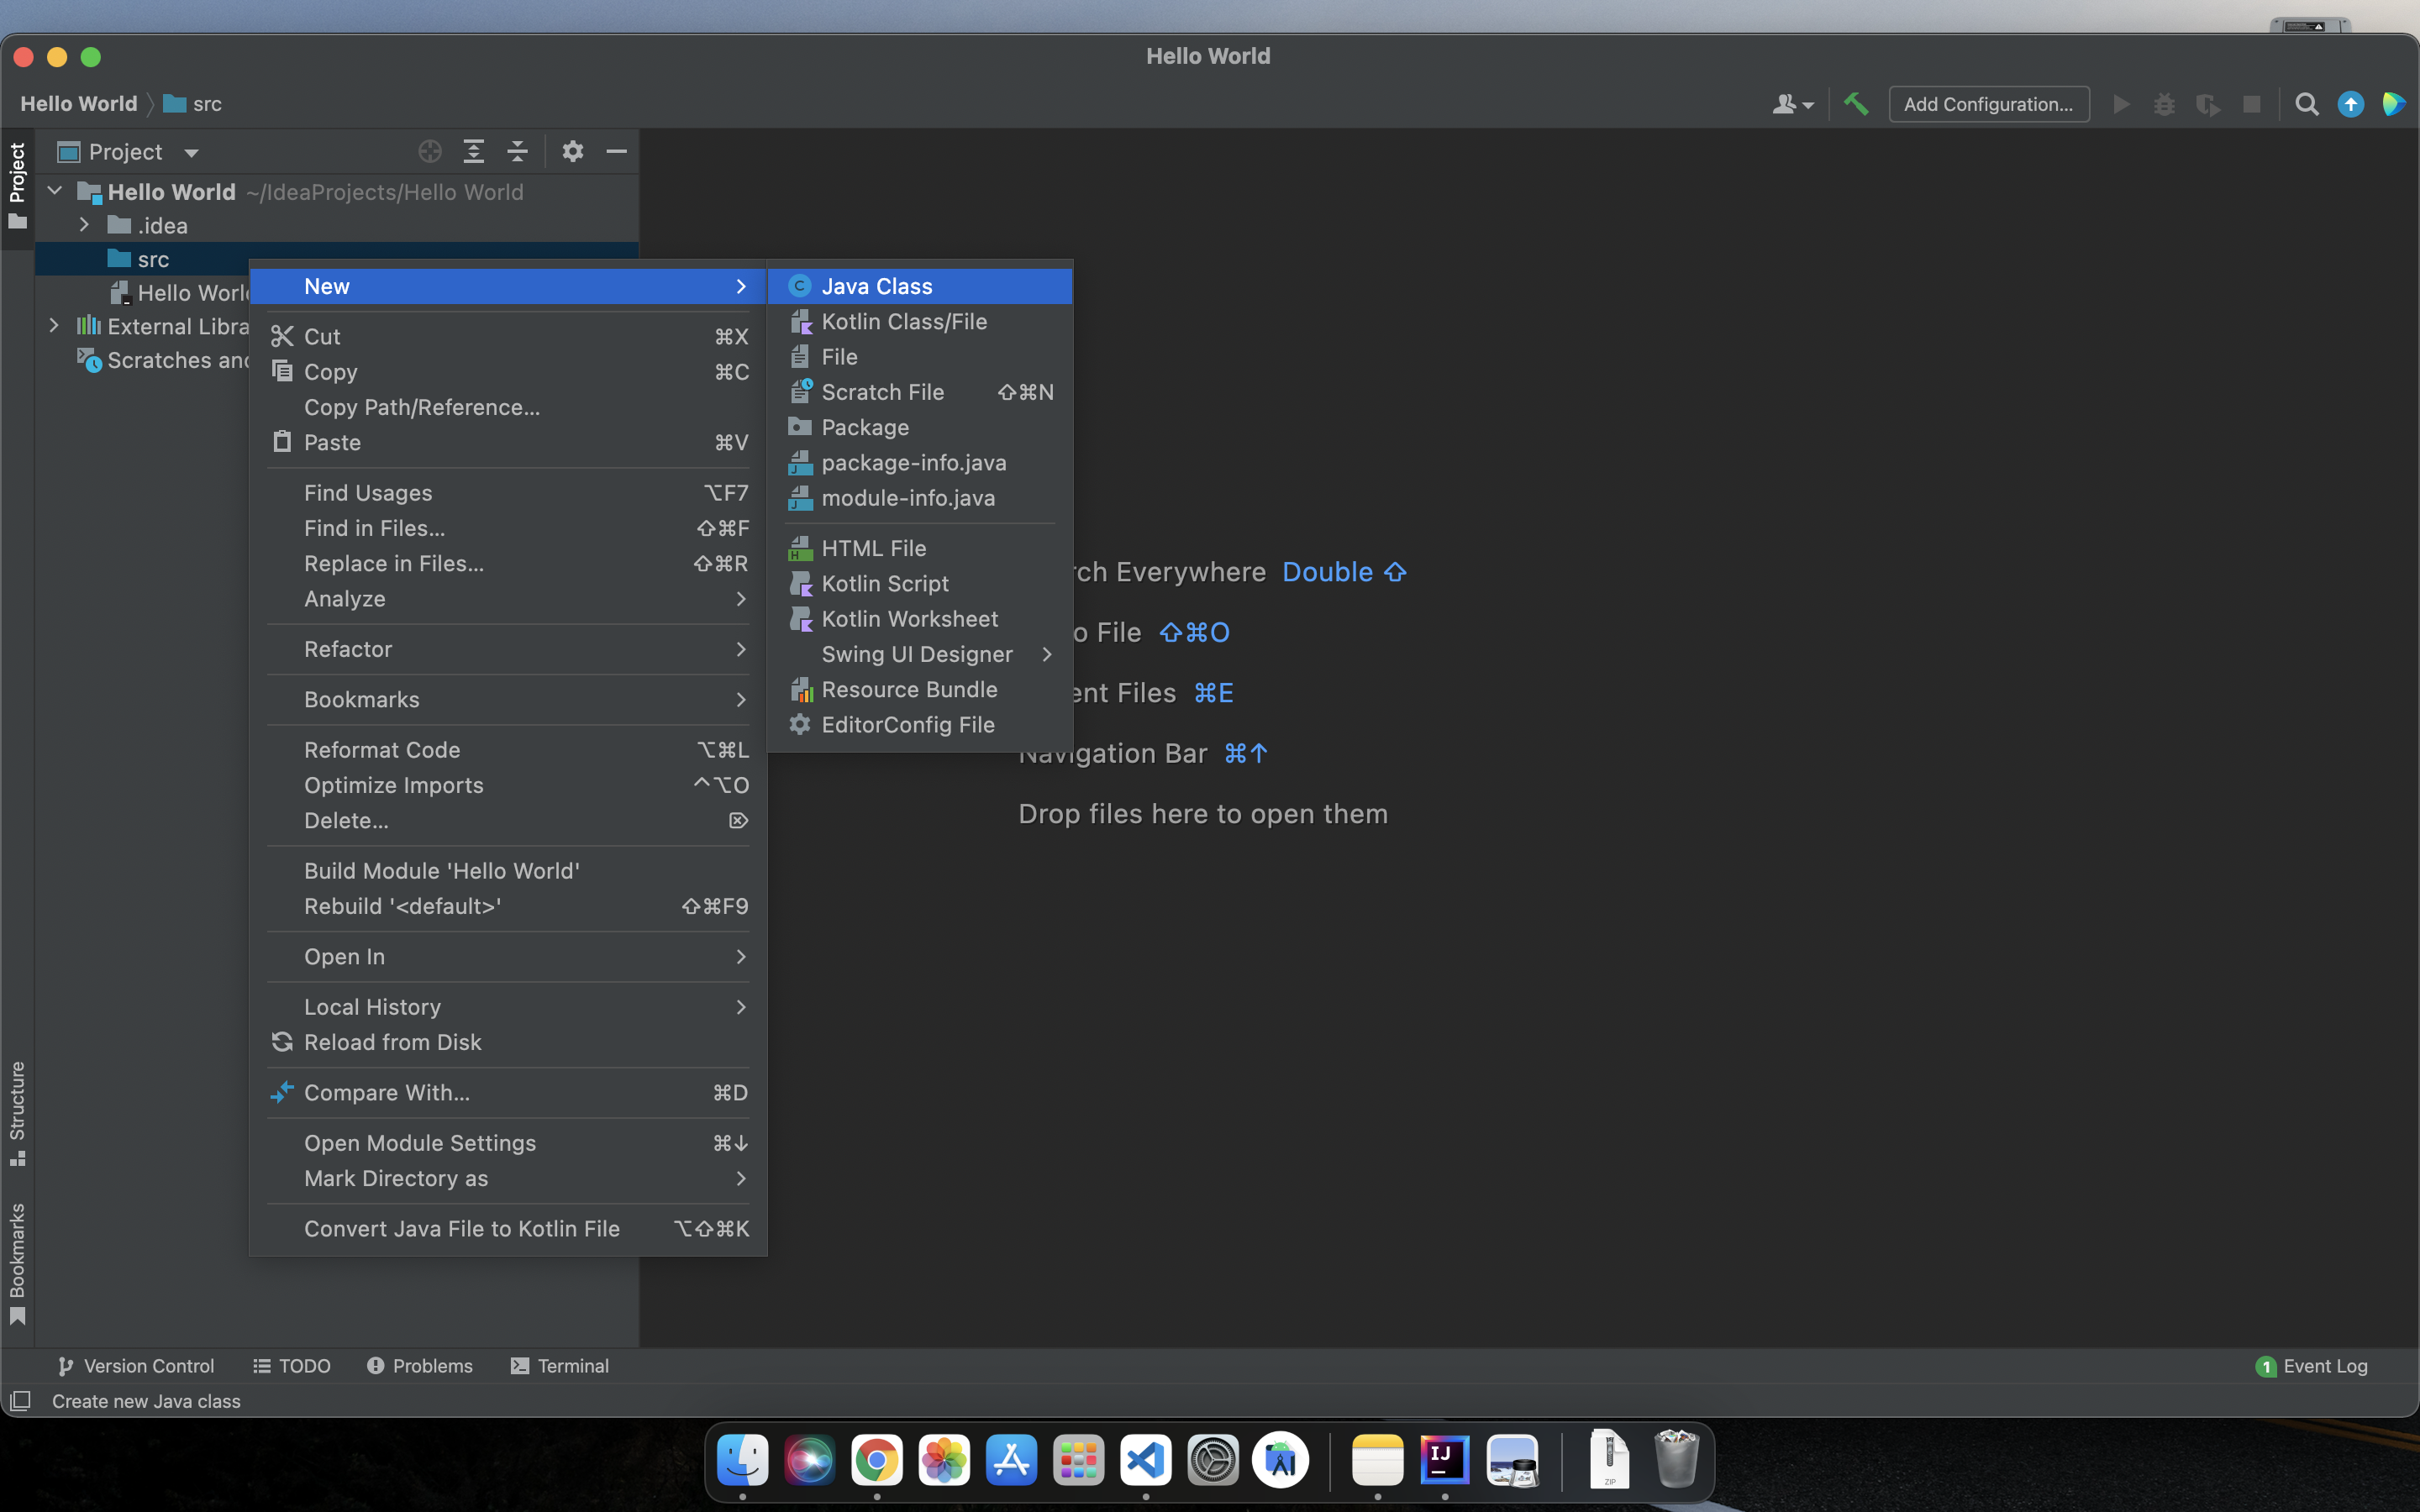 Hello World
Hello World
src
Add Configuration...
Project
Project
Hello World ~/IdeaProjects/Hello World
.idea
src
Hello World
External Libra
Scratches and
New
Cut ⌘X
Copy ⌘C
Copy Path/Reference...
Paste ⌘V
Find Usages ⌥F7
Find in Files... ⇧⌘F
Replace in Files... ⇧⌘R
Analyze
Refactor
Bookmarks
Reformat Code ⌥⌘L
Optimize Imports ^⌥O
Delete... ⌦
Build Module 'Hello World'
Rebuild '<default>' ⇧⌘F9
Open In
Local History
Reload from Disk
Compare With... ⌘D
Open Module Settings ⌘↓
Mark Directory as
Convert Java File to Kotlin File ⌥⇧⌘K
C Java Class
Kotlin Class/File
File
Scratch File ⇧⌘N
Package
package-info.java
module-info.java
HTML File
Kotlin Script
Kotlin Worksheet
Swing UI Designer
Resource Bundle
EditorConfig File
rch Everywhere Double ⇧
o File ⇧⌘O
ent Files ⌘E
Navigation Bar ⌘↑
Drop files here to open them
Structure
Bookmarks
Version Control
TODO
Problems
Terminal
1 Event Log
Create new Java class
IJ
ZIP